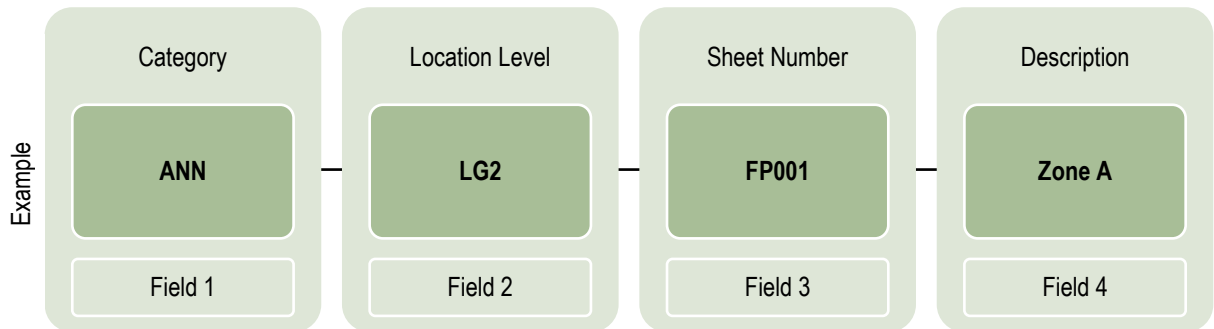 Category
Location Level
Sheet Number
Description
Example
ANN
LG2
FP001
Zone A
Field 1
Field 2
Field 3
Field 4